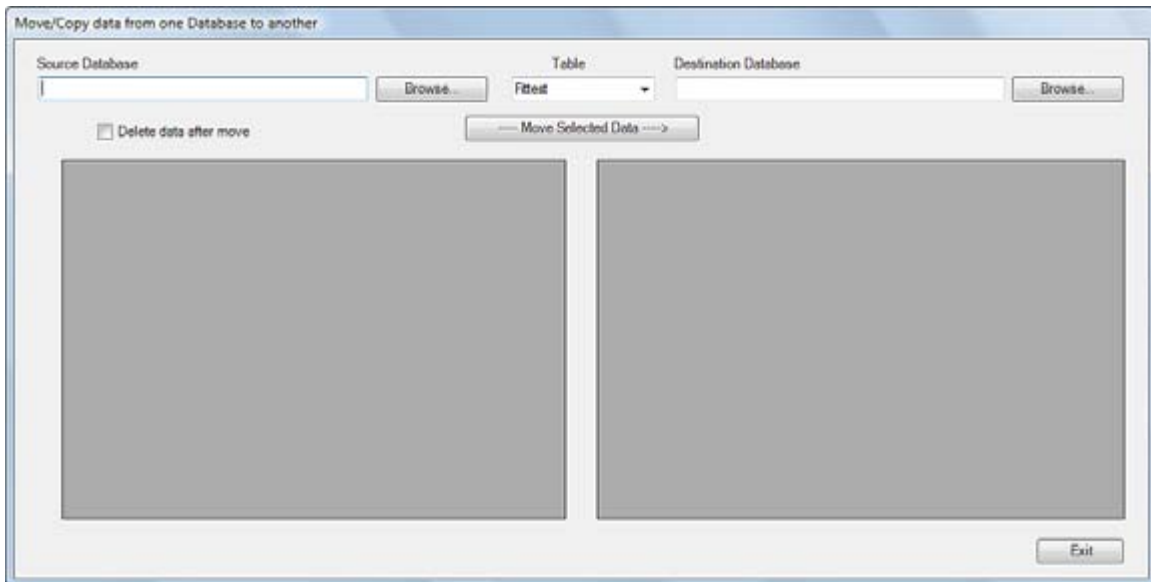 Move/Copy data from one Database to another
Source Database Table Destination Database
Browse... Fittest Browse...
Delete data after move ---- Move Selected Data ---->
Exit